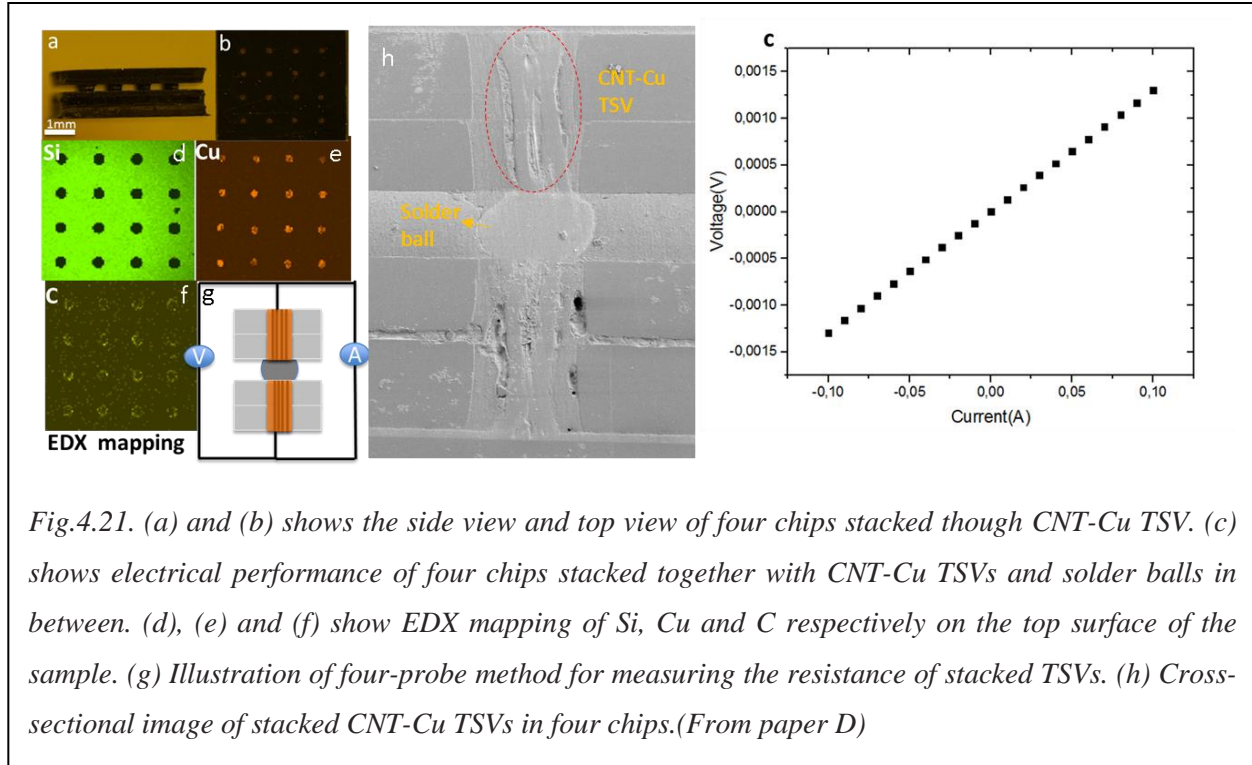 a
b
1mm
Si
d
Cu
e
C
f
g
V
A
EDX mapping
h
CNT-Cu
TSV
Solder
ball
c
0,0015
0,0010
0,0005
0,0000
-0,0005
-0,0010
-0,0015
Voltage(V)
-0,10
-0,05
0,00
0,05
0,10
Current(A)
Fig.4.21. (a) and (b) shows the side view and top view of four chips stacked though CNT-Cu TSV. (c)
shows electrical performance of four chips stacked together with CNT-Cu TSVs and solder balls in
between. (d), (e) and (f) show EDX mapping of Si, Cu and C respectively on the top surface of the
sample. (g) Illustration of four-probe method for measuring the resistance of stacked TSVs. (h) Cross-
sectional image of stacked CNT-Cu TSVs in four chips.(From paper D)